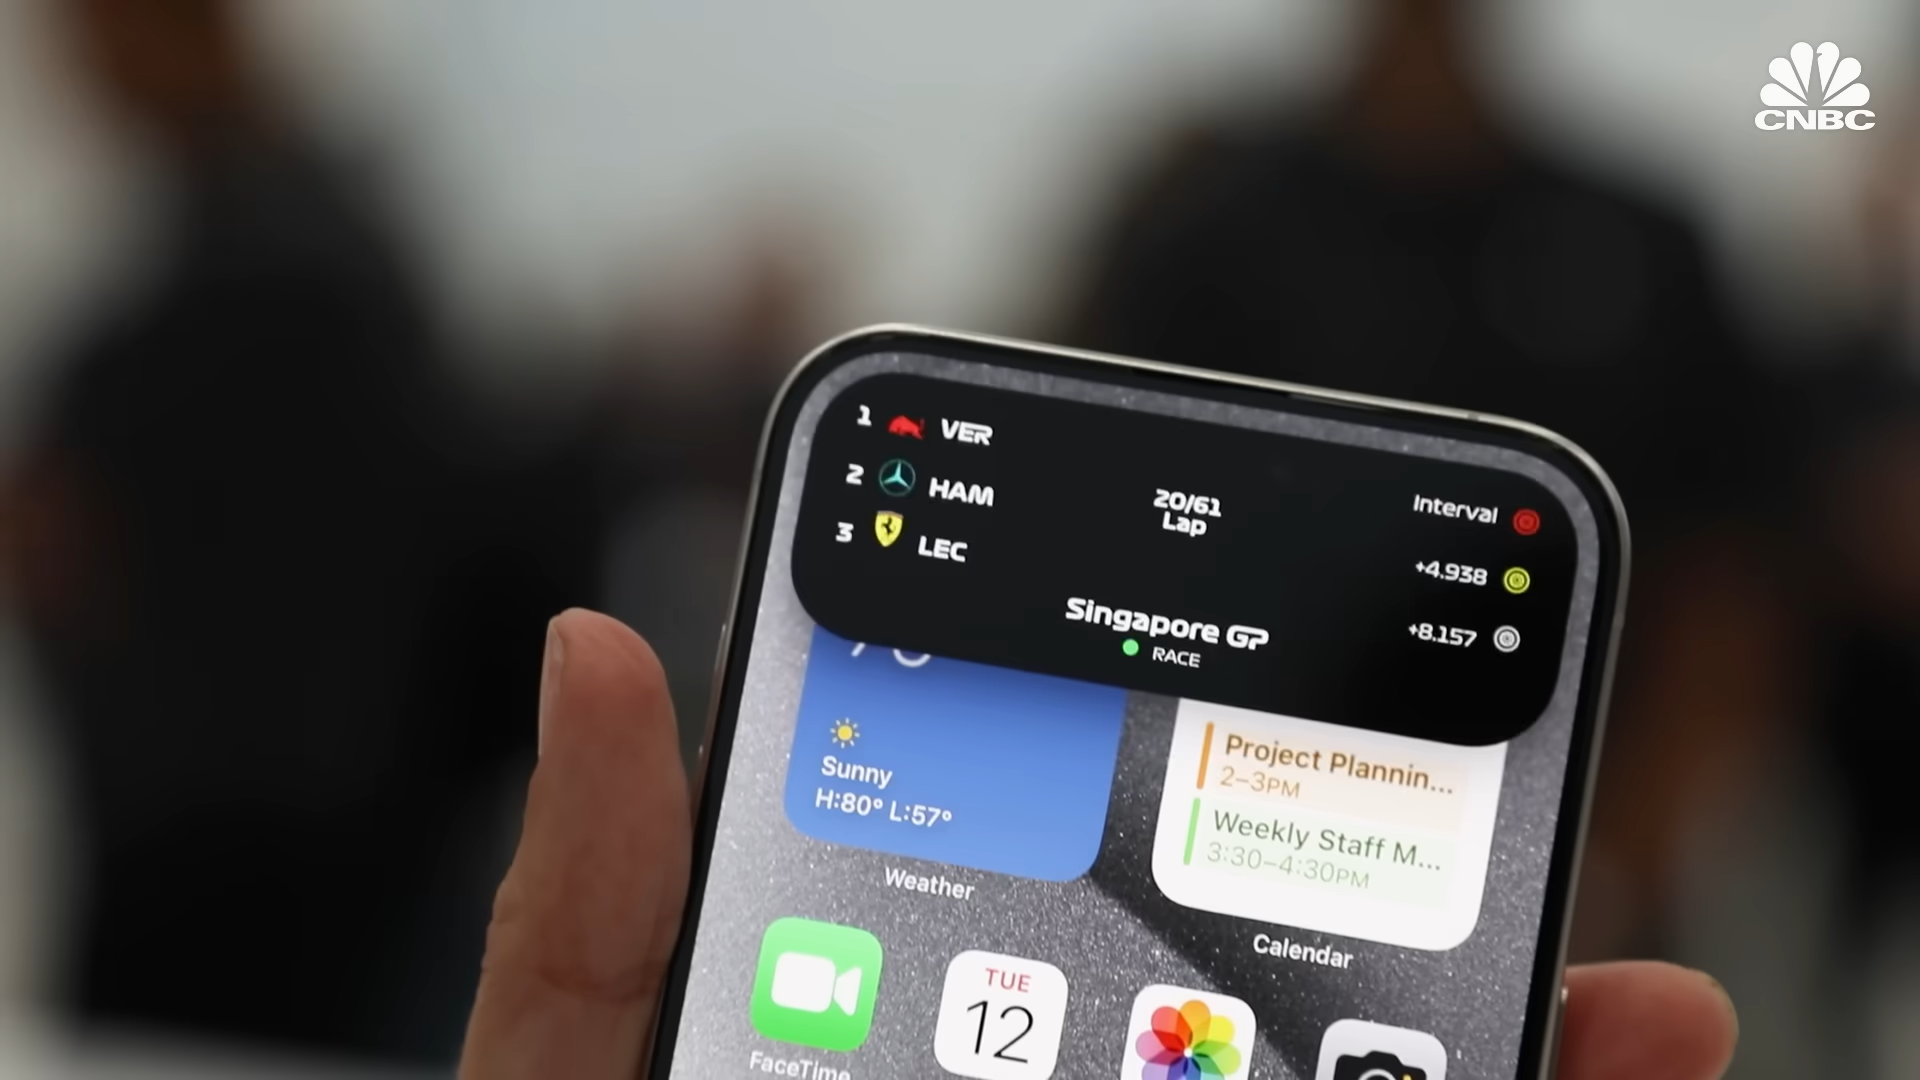 CNBC
1 VER
2 HAM
3 LEC
20/61
Lap
Interval
+4.938
+8.157
Singapore GP
RACE
Sunny
H:80° L:57°
Weather
Project Plannin...
2–3PM
Weekly Staff M...
3:30–4:30PM
Calendar
TUE
12
FaceTime